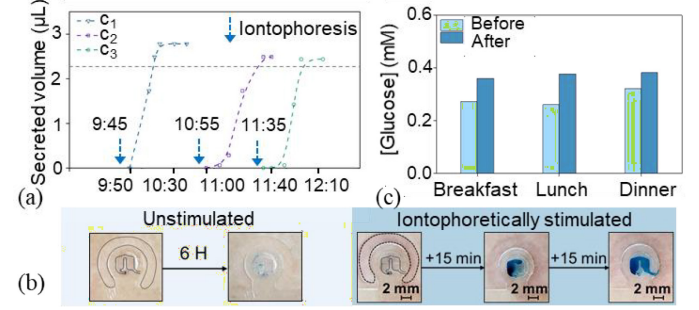 (a)
Secreted volume (µL)
3
2
1
0
C1
C2
C3
Iontophoresis
9:45
10:55
11:35
9:50 10:30 11:00 11:40 12:10
(c)
[Glucose] (mM)
0.6
0.4
0.2
0.0
Before
After
Breakfast Lunch Dinner
(b)
Unstimulated
6 H
Iontophoretically stimulated
+15 min
+15 min
2 mm
2 mm
2 mm